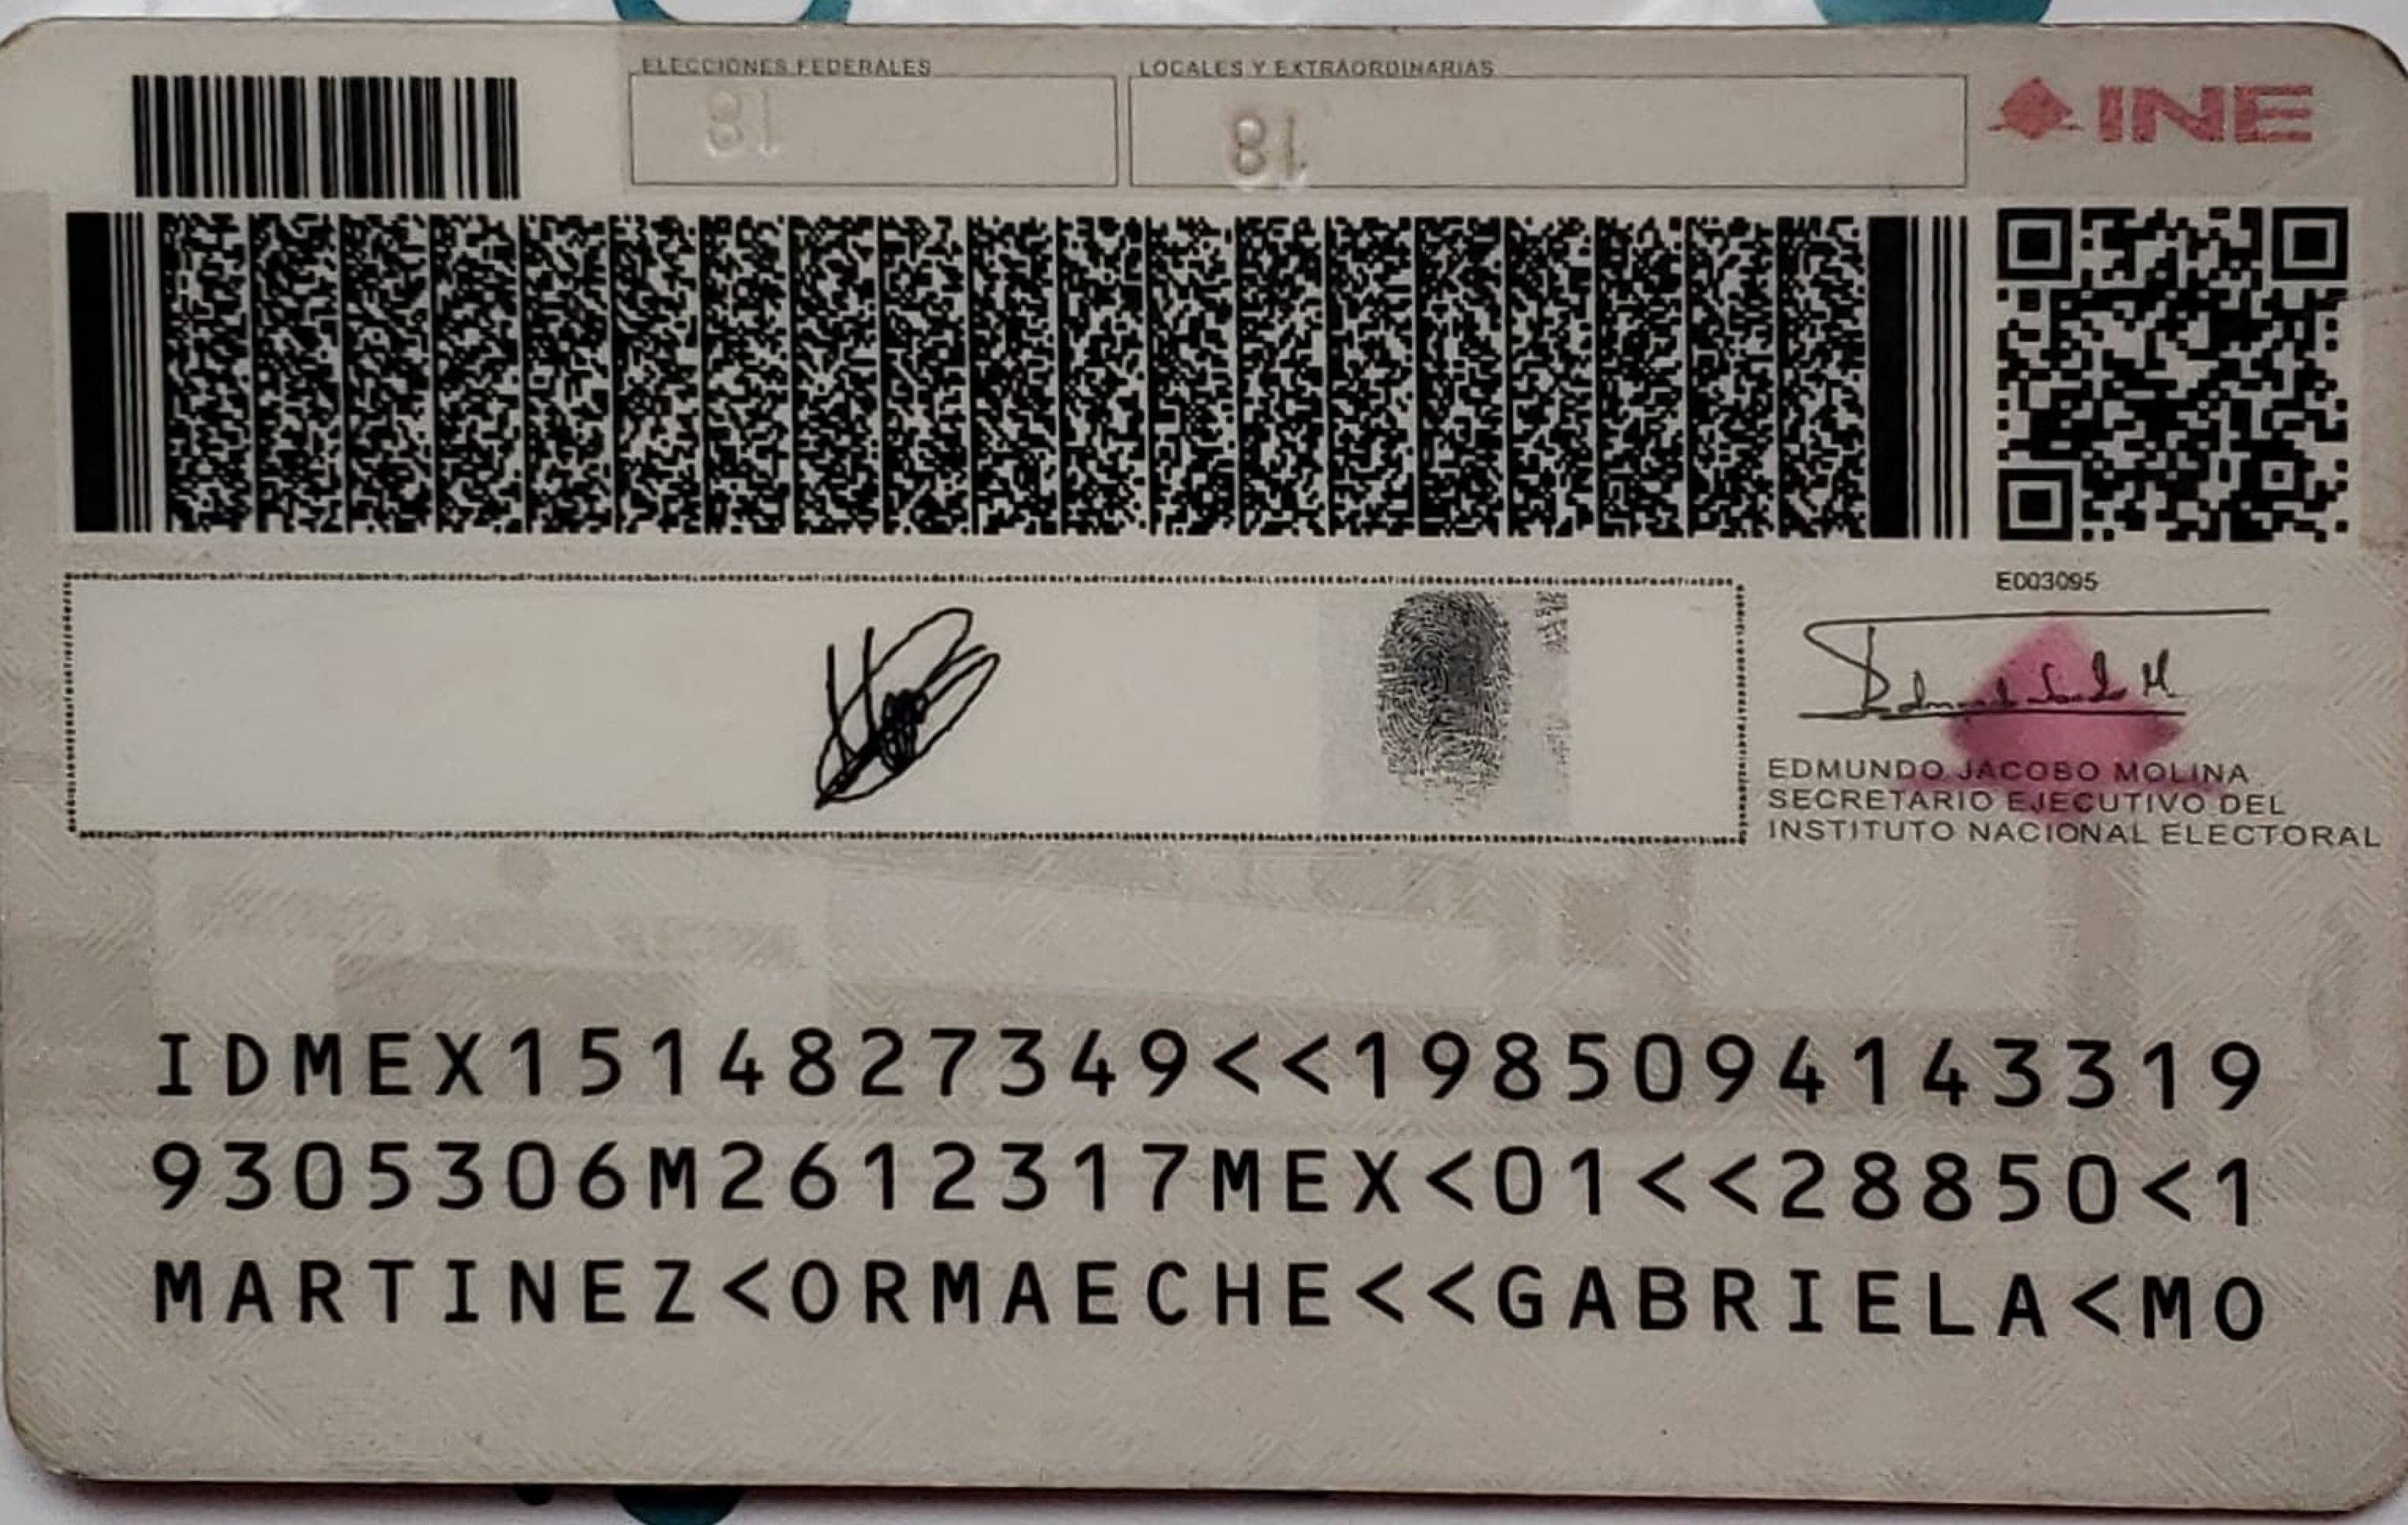 ELECCIONES FEDERALES
LOCALES Y EXTRAORDINARIAS
INE
18
18
E003095
EDMUNDO JACOBO MOLINA
SECRETARIO EJECUTIVO DEL
INSTITUTO NACIONAL ELECTORAL
IDMEX1514827349<<1985094143319
9305306M2612317MEX<01<<28850<1
MARTINEZ<ORMAECHE<<GABRIELA<MO